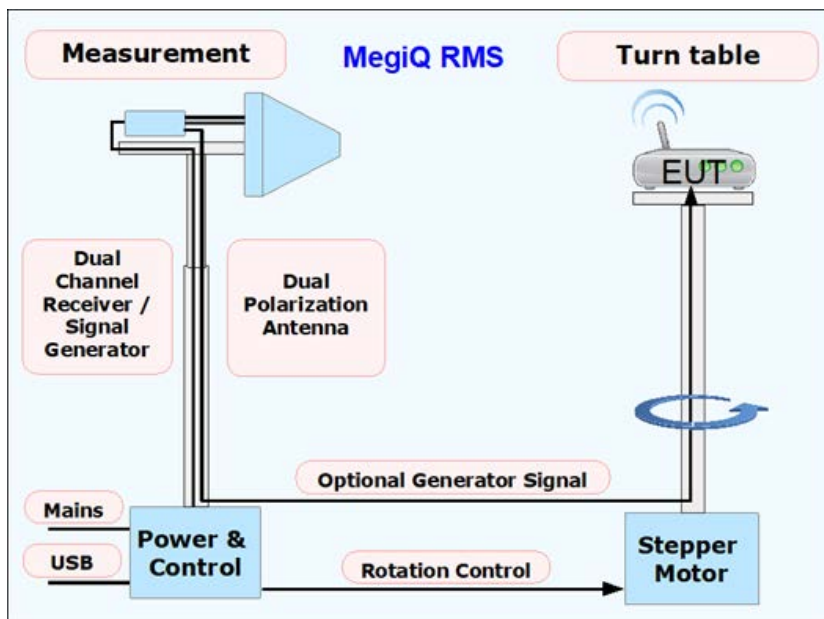 Measurement
MegiQ RMS
Turn table
EUT
Dual
Channel
Receiver /
Signal
Generator
Dual
Polarization
Antenna
Optional Generator Signal
Mains
USB
Power &
Control
Rotation Control
Stepper
Motor